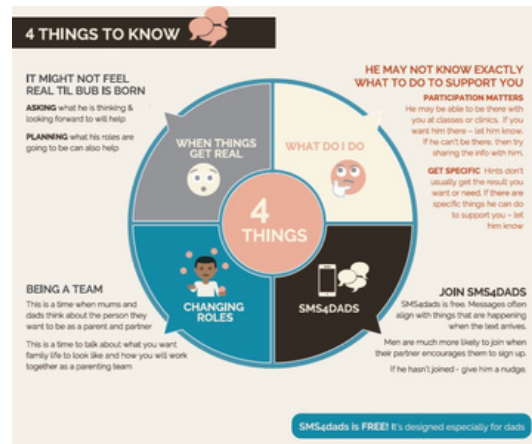 4 THINGS TO KNOW
IT MIGHT NOT FEEL
REAL TIL BUB IS BORN
ASKING what he is thinking &
looking forward to will help
PLANNING what his roles are
going to be can also help
HE MAY NOT KNOW EXACTLY
WHAT TO DO TO SUPPORT YOU
PARTICIPATION MATTERS
He may be able to be there with
you at classes or clinics. If you
want him there – let him know.
If he can't be there, then try
sharing the info with him.
GET SPECIFIC Hints don't
usually get the result you
want or need. If there are
specific things he can do
to support you – let
him know
WHEN THINGS
GET REAL
WHAT DO I DO
4
THINGS
CHANGING
ROLES
SMS4DADS
BEING A TEAM
This is a time when mums and
dads think about the person they
want to be as a parent and partner
This is a time to talk about what you want
family life to look like and how you will work
together as a parenting team
JOIN SMS4DADS
SMS4dads is free. Messages often
align with things that are happening
when the text arrives.
Men are much more likely to join when
their partner encourages them to sign up.
If he hasn't joined - give him a nudge.
SMS4dads is FREE! It's designed especially for dads